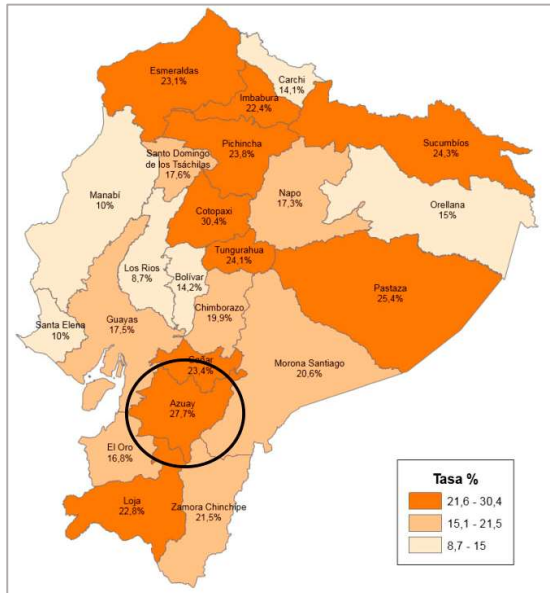 Esmeraldas
23,1%
Carchi
14,1%
Imbabura
22,4%
Pichincha
23,8%
Sucumbíos
24,3%
Santo Domingo
de los Tsáchilas
17,6%
Manabí
10%
Cotopaxi
30,4%
Napo
17,3%
Orellana
15%
Tungurahua
24,1%
Los Rios
8,7%
Bolívar
14,2%
Pastaza
25,4%
Chimborazo
19,9%
Santa Elena
10%
Guayas
17,5%
Cañar
23,4%
Morona Santiago
20,6%
Azuay
27,7%
El Oro
16,8%
Loja
22,8%
Zamora Chinchipe
21,5%
Tasa %
21,6 - 30,4
15,1 - 21,5
8,7 - 15